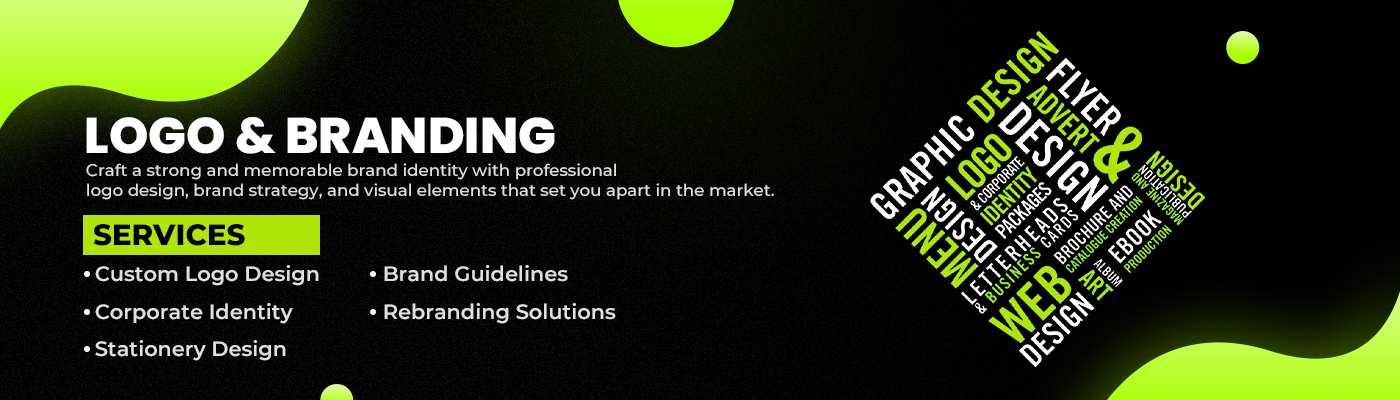 LOGO & BRANDING
Craft a strong and memorable brand identity with professional
logo design, brand strategy, and visual elements that set you apart in the market.
SERVICES
• Custom Logo Design
• Corporate Identity
• Stationery Design
• Brand Guidelines
• Rebranding Solutions
GRAPHIC DESIGN
FLYER
ADVERT
&
DESIGN
LOGO
& CORPORATE
IDENTITY
PACKAGES
MENU
DESIGN
LETTERHEADS
&
BUSINESS CARDS
BROCHURE AND
CATALOGUE CREATION
MAGAZINE AND
PUBLICATION
DESIGN
EBOOK
PRODUCTION
ALBUM
ART
WEB
DESIGN